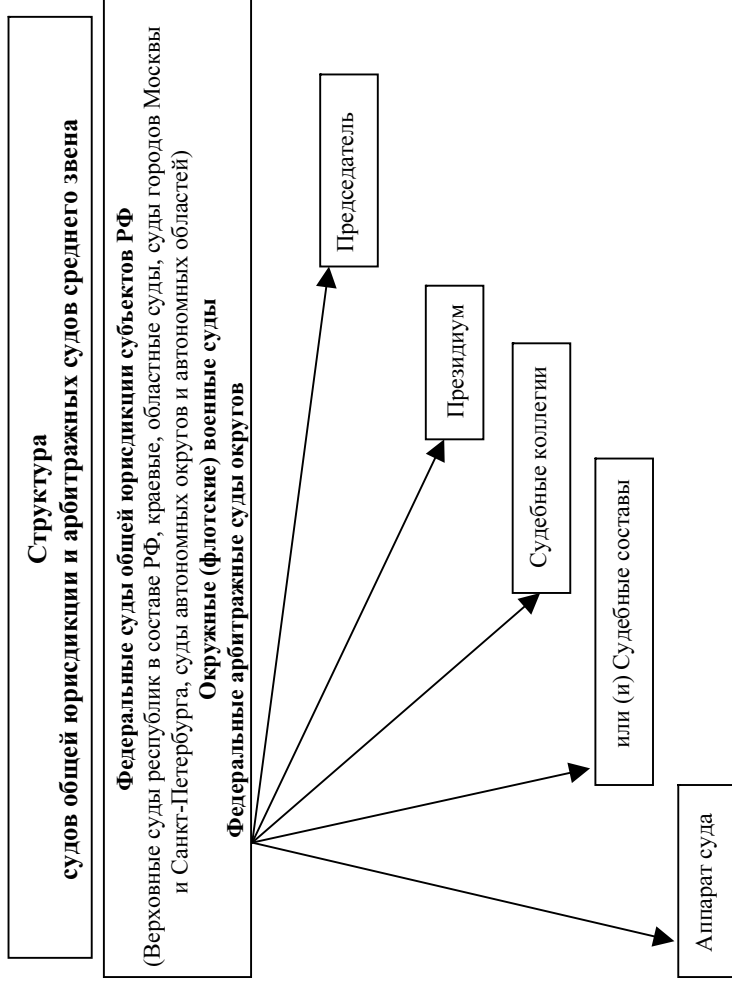 Структура
судов общей юрисдикции и арбитражных судов среднего звена
Федеральные суды общей юрисдикции субъектов РФ
(Верховные суды республик в составе РФ, краевые, областные суды, суды городов Москвы
и Санкт-Петербурга, суды автономных округов и автономных областей)
Окружные (флотские) военные суды
Федеральные арбитражные суды округов
Председатель
Президиум
Судебные коллегии
или (и) Судебные составы
Аппарат суда